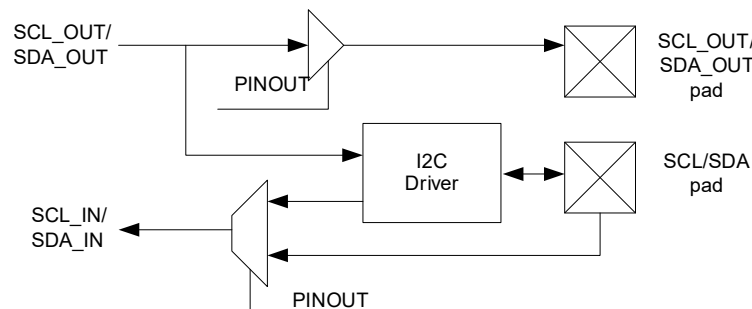 SCL_OUT/
SDA_OUT
PINOUT
SCL_OUT/
SDA_OUT
pad
I2C
Driver
SCL/SDA
pad
SCL_IN/
SDA_IN
PINOUT